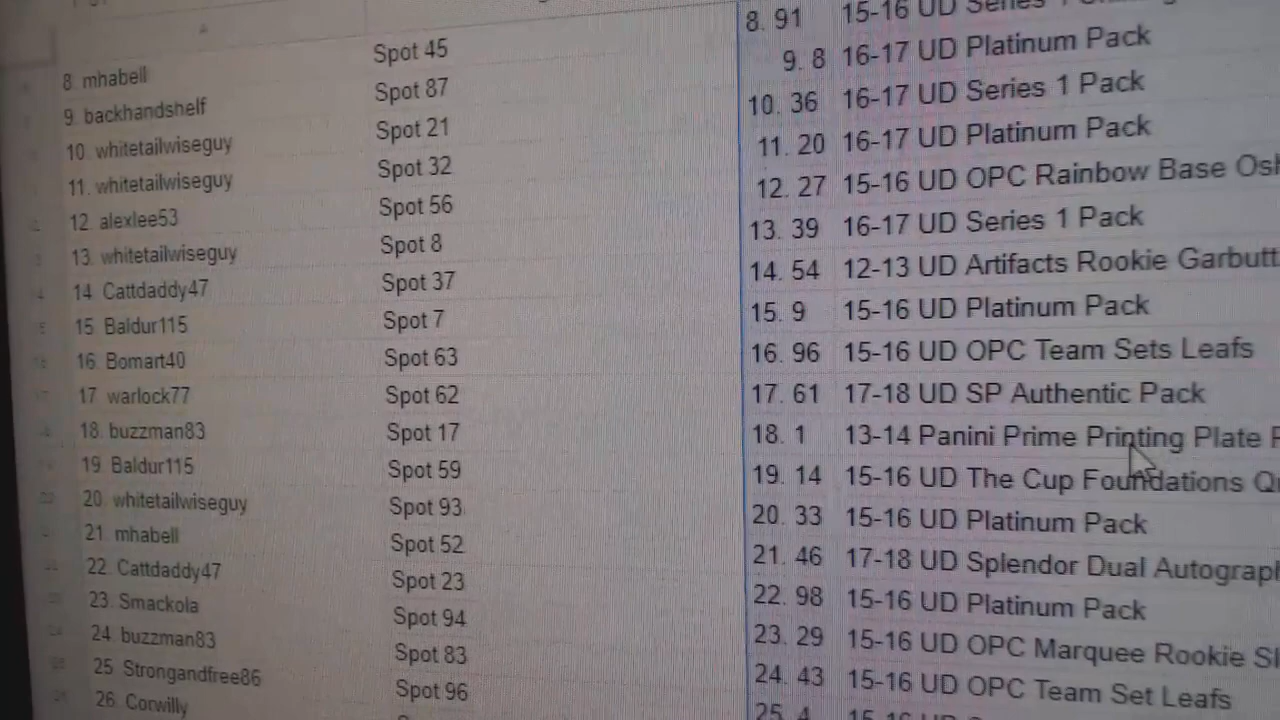 8. mhabell Spot 45 8. 91 15-16 UD Series 1
9. backhandshelf Spot 87 9. 8 16-17 UD Platinum Pack
10. whitetailwiseguy Spot 21 10. 36 16-17 UD Series 1 Pack
11. whitetailwiseguy Spot 32 11. 20 16-17 UD Platinum Pack
12. alexlee53 Spot 56 12. 27 15-16 UD OPC Rainbow Base
13. whitetailwiseguy Spot 8 13. 39 16-17 UD Series 1 Pack
14. Cattdaddy47 Spot 37 14. 54 12-13 UD Artifacts Rookie Garbutt
15. Baldur115 Spot 7 15. 9 15-16 UD Platinum Pack
16. Bomart40 Spot 63 16. 96 15-16 UD OPC Team Sets Leafs
17. warlock77 Spot 62 17. 61 17-18 UD SP Authentic Pack
18. buzzman83 Spot 17 18. 1 13-14 Panini Prime Printing Plate
19. Baldur115 Spot 59 19. 14 15-16 UD The Cup Foundations
20. whitetailwiseguy Spot 93 20. 33 15-16 UD Platinum Pack
21. mhabell Spot 52 21. 46 17-18 UD Splendor Dual Autograph
22. Cattdaddy47 Spot 23 22. 98 15-16 UD Platinum Pack
23. Smackola Spot 94 23. 29 15-16 UD OPC Marquee Rookie
24. buzzman83 Spot 83 24. 43 15-16 UD OPC Team Set Leafs
25. Strongandfree86 Spot 96 25. 4
26. Corwilly